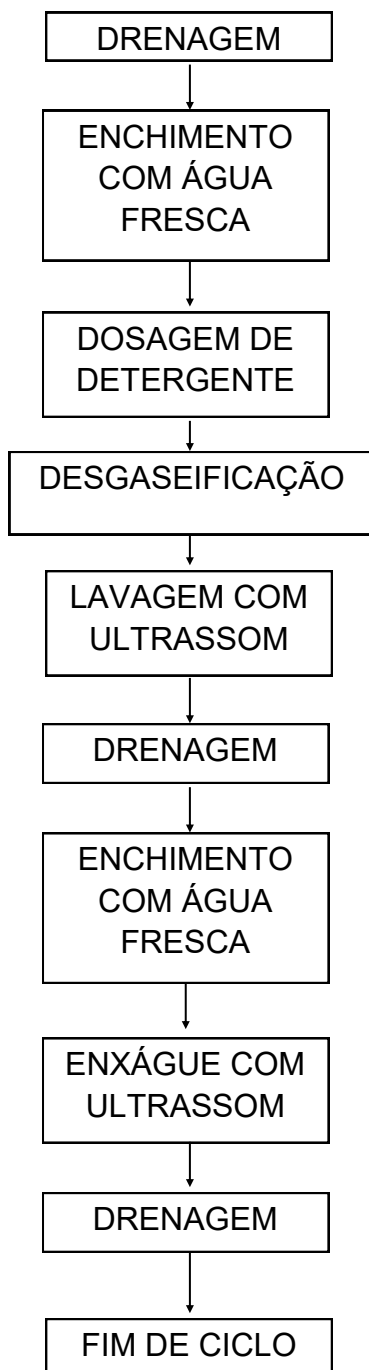 DRENAGEM
ENCHIMENTO
COM ÁGUA
FRESCA
DOSAGEM DE
DETERGENTE
DESGASEIFICAÇÃO
LAVAGEM COM
ULTRASSOM
DRENAGEM
ENCHIMENTO
COM ÁGUA
FRESCA
ENXÁGUE COM
ULTRASSOM
DRENAGEM
FIM DE CICLO